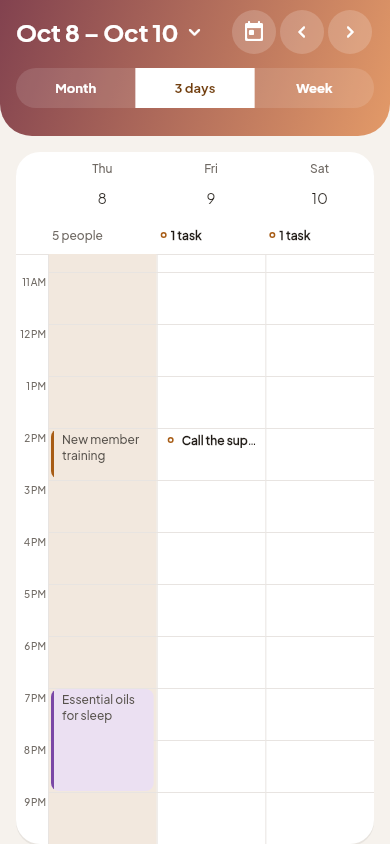 Oct 8 – Oct 10
Month
3 days
Week
Thu
Fri
Sat
8
9
10
5 people
1 task
1 task
11AM
12PM
1PM
2PM
New member
training
Call the sup...
3PM
4PM
5PM
6PM
7PM
Essential oils
for sleep
8PM
9PM